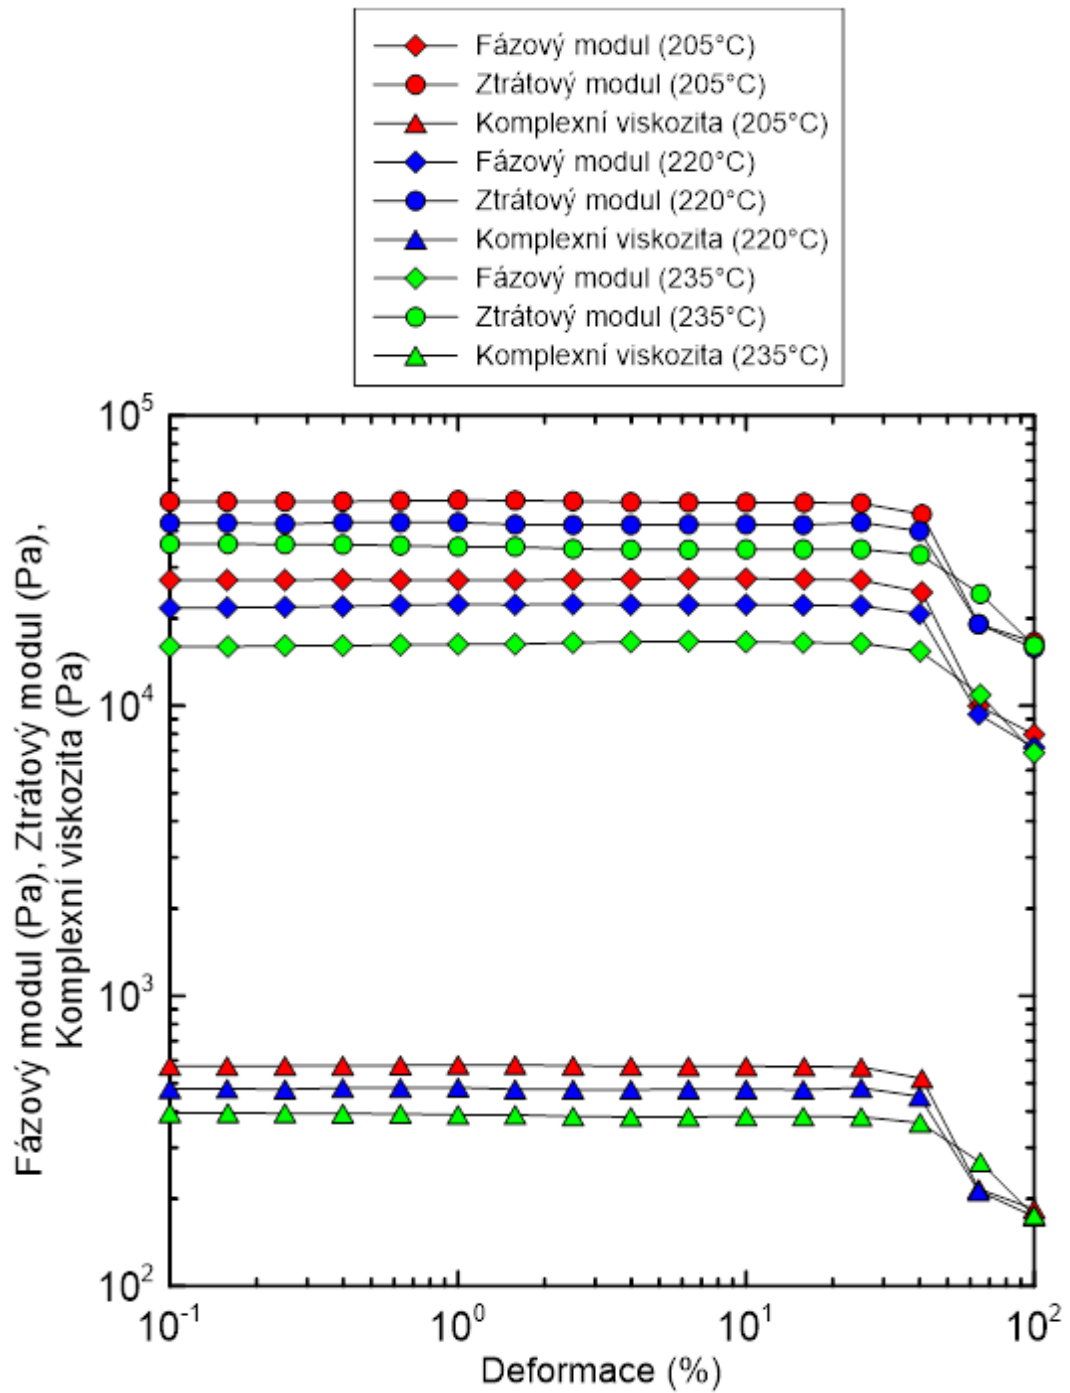 Fázový modul (205°C)
Ztrátový modul (205°C)
Komplexní viskozita (205°C)
Fázový modul (220°C)
Ztrátový modul (220°C)
Komplexní viskozita (220°C)
Fázový modul (235°C)
Ztrátový modul (235°C)
Komplexní viskozita (235°C)
Fázový modul (Pa), Ztrátový modul (Pa),
Komplexní viskozita (Pa)
10⁵
10⁴
10³
10²
10⁻¹ 10⁰ 10¹ 10²
Deformace (%)